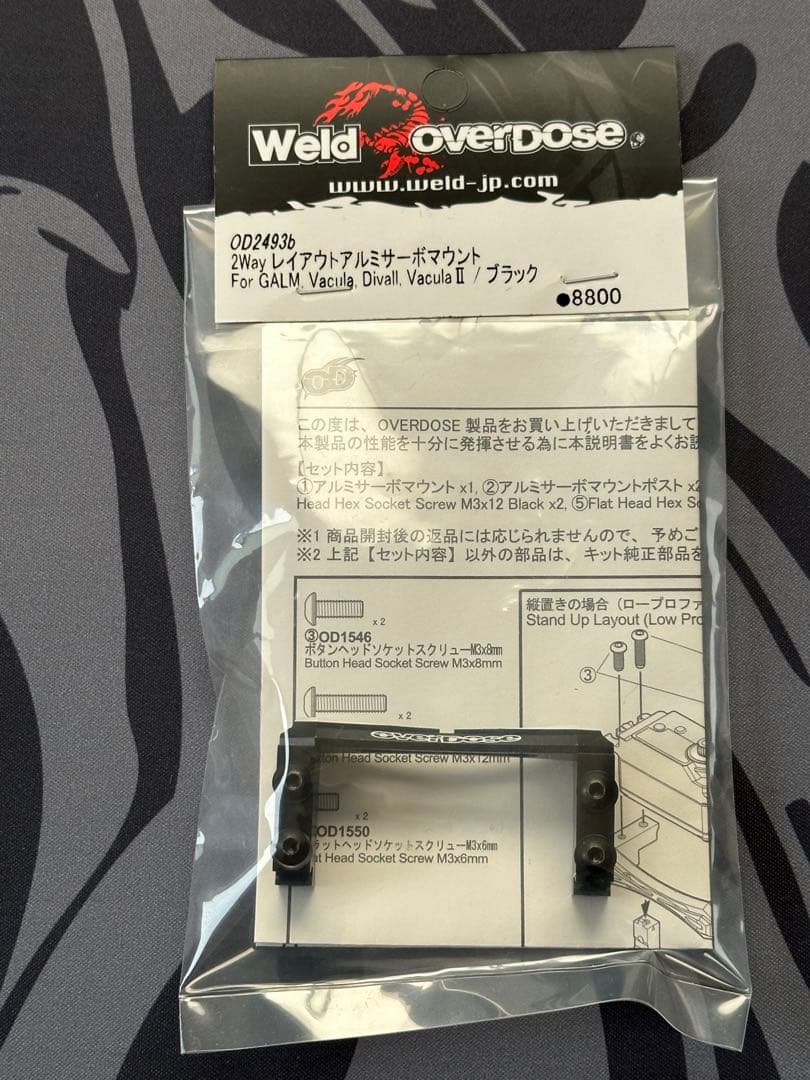 Weld OVERDOSE
www.weld-jp.com
OD2493b
2Way レイアウトアルミサーボマウント
For GALM, Vacula, Divall, VaculaⅡ / ブラック
●8800
OD
この度は、OVERDOSE 製品をお買い上げいただきまして
本製品の性能を十分に発揮させる為に本説明書をよくお読
【セット内容】
①アルミサーボマウント x1, ②アルミサーボマウントポスト x2
Head Hex Socket Screw M3x12 Black x2, ⑤Flat Head Hex So
※1 商品開封後の返品には応じられませんので、予めご
※2 上記【セット内容】以外の部品は、キット純正部品を
x 2
③OD1546
ボタンヘッドソケットスクリューM3x8mm
Button Head Socket Screw M3x8mm
縦置きの場合（ロープロファ
Stand Up Layout (Low Pro
③
x 2
OVERDOSE
tton Head Socket Screw M3x12mm
x 2
OD1550
ラットヘッドソケットスクリューM3x6mm
at Head Socket Screw M3x6mm